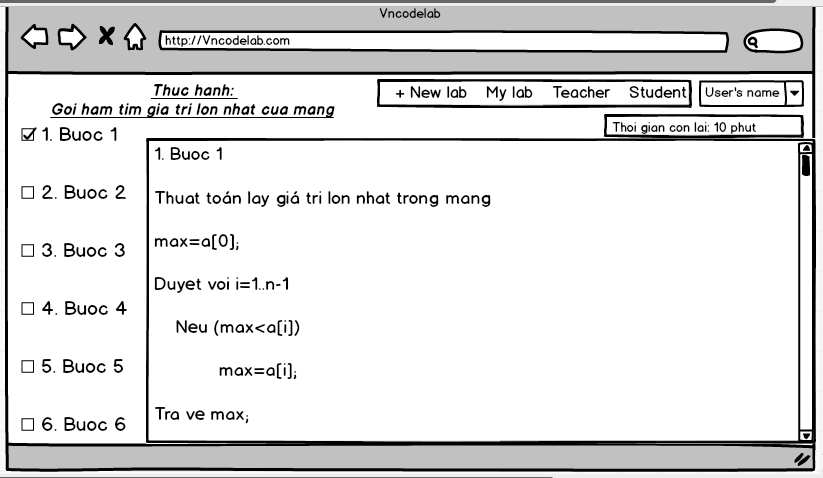 Vncodelab
http://Vncodelab.com
Thuc hanh:
Goi ham tim gia tri lon nhat cua mang
+ New lab My lab Teacher Student
User's name
Thoi gian con lai: 10 phut
1. Buoc 1
2. Buoc 2
3. Buoc 3
4. Buoc 4
5. Buoc 5
6. Buoc 6
1. Buoc 1
Thuat toán lay giá tri lon nhat trong mang
max=a[0];
Duyet voi i=1..n-1
Neu (max<a[i])
max=a[i];
Tra ve max;